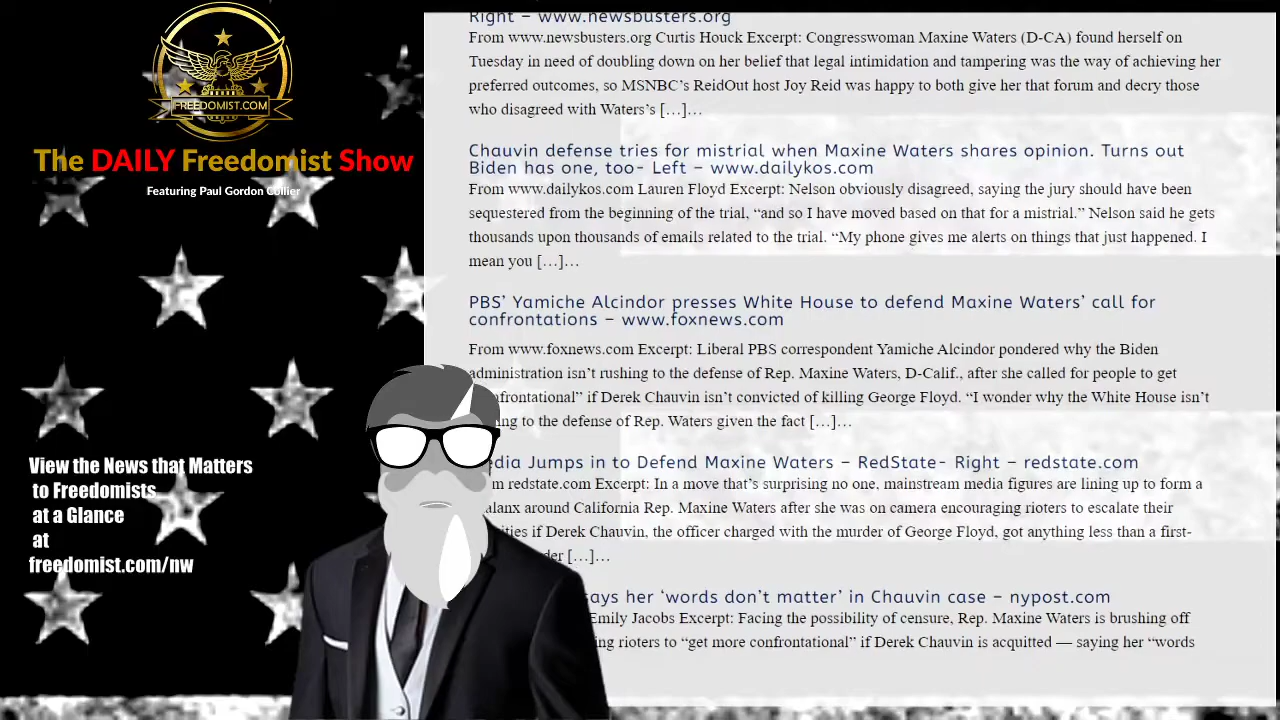 FREEDOMIST.COM
The DAILY Freedomist Show
Featuring Paul Gordon Collier
View the News that Matters
to Freedomists
at a Glance
at
freedomist.com/nw
Right – www.newsbusters.org
From www.newsbusters.org Curtis Houck Excerpt: Congresswoman Maxine Waters (D-CA) found herself on
Tuesday in need of doubling down on her belief that legal intimidation and tampering was the way of achieving her
preferred outcomes, so MSNBC’s ReidOut host Joy Reid was happy to both give her that forum and decry those
who disagreed with Waters’s […]…
Chauvin defense tries for mistrial when Maxine Waters shares opinion. Turns out
Biden has one, too- Left – www.dailykos.com
From www.dailykos.com Lauren Floyd Excerpt: Nelson obviously disagreed, saying the jury should have been
sequestered from the beginning of the trial, “and so I have moved based on that for a mistrial.” Nelson said he gets
thousands upon thousands of emails related to the trial. “My phone gives me alerts on things that just happened. I
mean you […]…
PBS’ Yamiche Alcindor presses White House to defend Maxine Waters’ call for
confrontations – www.foxnews.com
From www.foxnews.com Excerpt: Liberal PBS correspondent Yamiche Alcindor pondered why the Biden
administration isn’t rushing to the defense of Rep. Maxine Waters, D-Calif., after she called for people to get
if Derek Chauvin isn’t convicted of killing George Floyd. “I wonder why the White House isn’t
to the defense of Rep. Waters given the fact […]…
Jumps in to Defend Maxine Waters – RedState- Right – redstate.com
redstate.com Excerpt: In a move that’s surprising no one, mainstream media figures are lining up to form a
around California Rep. Maxine Waters after she was on camera encouraging rioters to escalate their
if Derek Chauvin, the officer charged with the murder of George Floyd, got anything less than a first-
[…]…
says her ‘words don’t matter’ in Chauvin case – nypost.com
Emily Jacobs Excerpt: Facing the possibility of censure, Rep. Maxine Waters is brushing off
rioters to “get more confrontational” if Derek Chauvin is acquitted — saying her “words